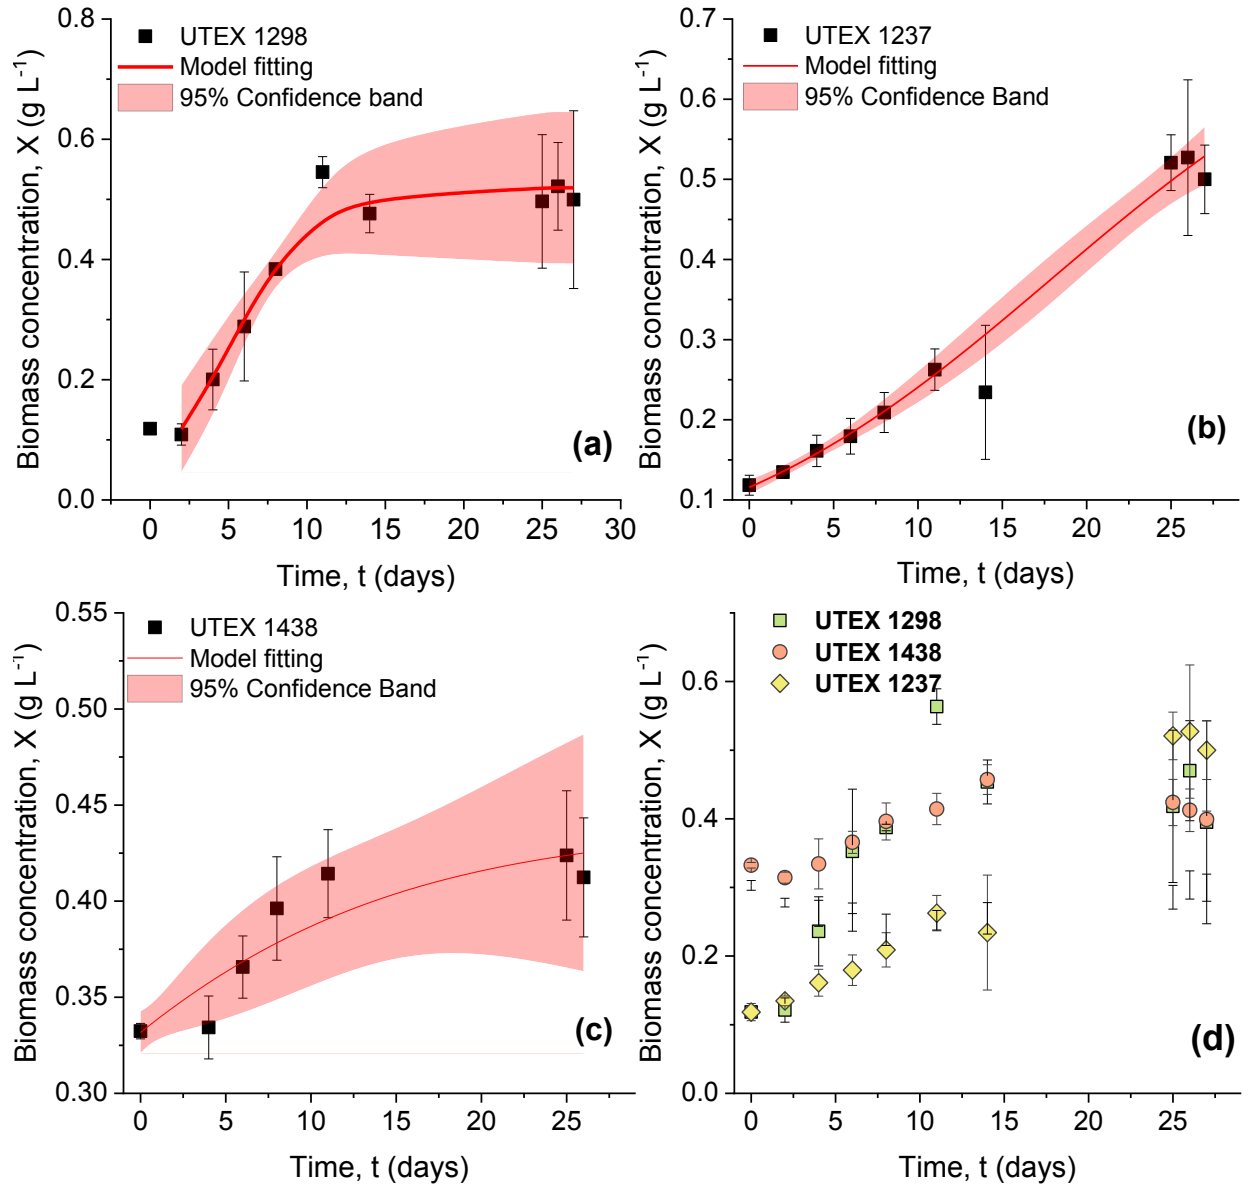 UTEX 1298
Model fitting
95% Confidence band
Biomass concentration, X (g L⁻¹)
0.8
0.6
0.4
0.2
0.0
(a)
0 5 10 15 20 25 30
Time, t (days)
UTEX 1237
Model fitting
95% Confidence Band
Biomass concentration, X (g L⁻¹)
0.7
0.6
0.5
0.4
0.3
0.2
0.1
(b)
0 5 10 15 20 25
Time, t (days)
UTEX 1438
Model fitting
95% Confidence Band
Biomass concentration, X (g L⁻¹)
0.55
0.50
0.45
0.40
0.35
0.30
(c)
0 5 10 15 20 25
Time, t (days)
UTEX 1298
UTEX 1438
UTEX 1237
Biomass concentration, X (g L⁻¹)
0.6
0.4
0.2
0.0
(d)
0 5 10 15 20 25
Time, t (days)